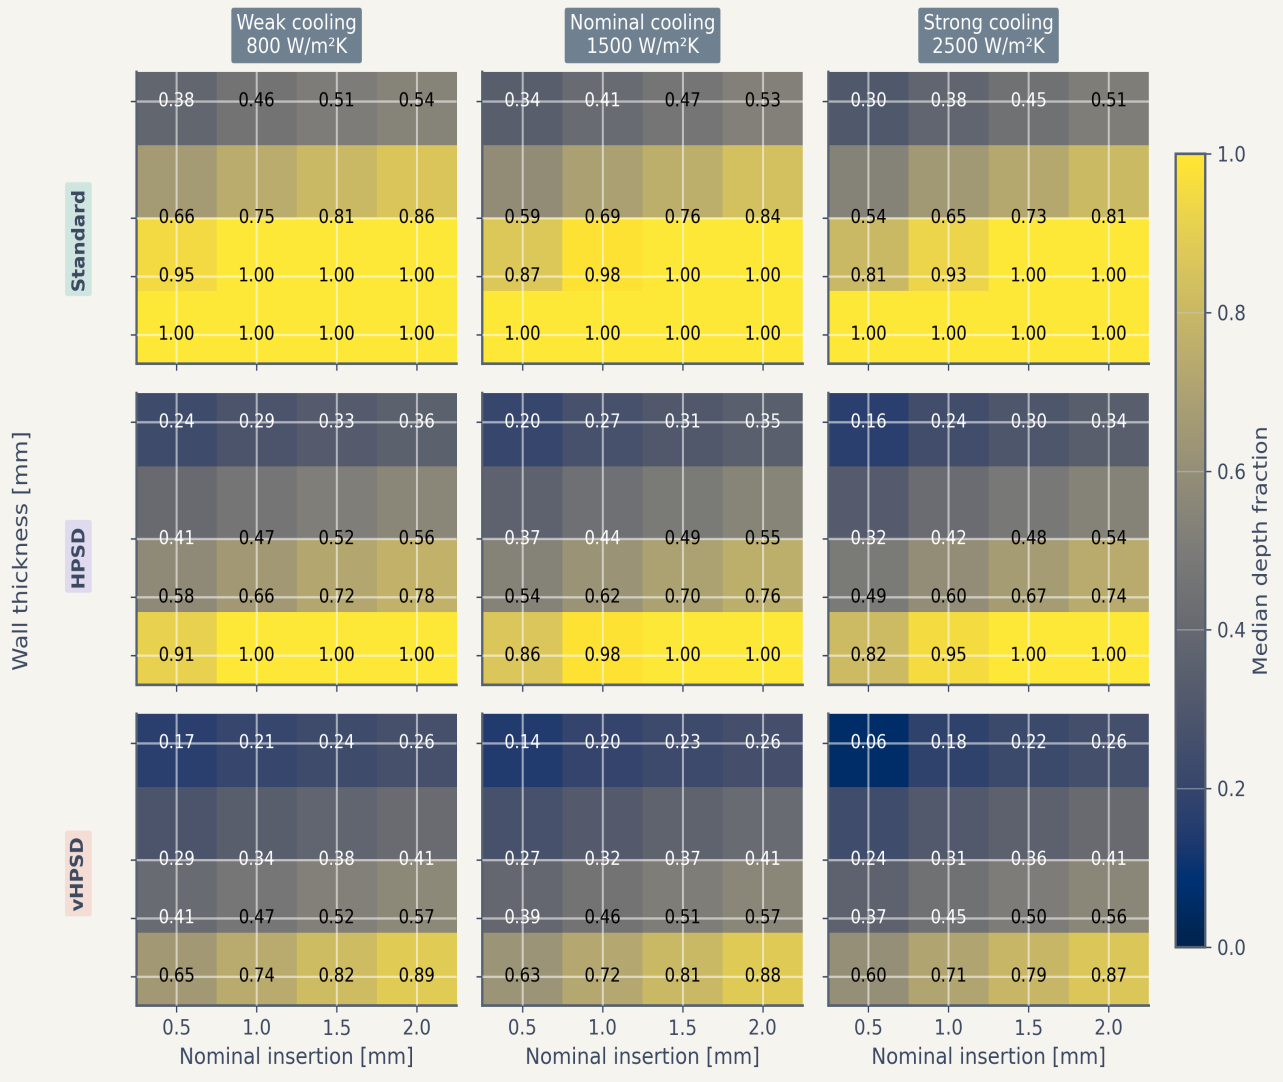 Weak cooling
800 W/m²K
Nominal cooling
1500 W/m²K
Strong cooling
2500 W/m²K
Standard
0.38 0.46 0.51 0.54
0.66 0.75 0.81 0.86
0.95 1.00 1.00 1.00
1.00 1.00 1.00 1.00
0.34 0.41 0.47 0.53
0.59 0.69 0.76 0.84
0.87 0.98 1.00 1.00
1.00 1.00 1.00 1.00
0.30 0.38 0.45 0.51
0.54 0.65 0.73 0.81
0.81 0.93 1.00 1.00
1.00 1.00 1.00 1.00
Wall thickness [mm]
HPSD
0.24 0.29 0.33 0.36
0.41 0.47 0.52 0.56
0.58 0.66 0.72 0.78
0.91 1.00 1.00 1.00
0.20 0.27 0.31 0.35
0.37 0.44 0.49 0.55
0.54 0.62 0.70 0.76
0.86 0.98 1.00 1.00
0.16 0.24 0.30 0.34
0.32 0.42 0.48 0.54
0.49 0.60 0.67 0.74
0.82 0.95 1.00 1.00
vHPSD
0.17 0.21 0.24 0.26
0.29 0.34 0.38 0.41
0.41 0.47 0.52 0.57
0.65 0.74 0.82 0.89
0.14 0.20 0.23 0.26
0.27 0.32 0.37 0.41
0.39 0.46 0.51 0.57
0.63 0.72 0.81 0.88
0.06 0.18 0.22 0.26
0.24 0.31 0.36 0.41
0.37 0.45 0.50 0.56
0.60 0.71 0.79 0.87
0.5 1.0 1.5 2.0
Nominal insertion [mm]
0.5 1.0 1.5 2.0
Nominal insertion [mm]
0.5 1.0 1.5 2.0
Nominal insertion [mm]
1.0
0.8
0.6
0.4
0.2
0.0
Median depth fraction